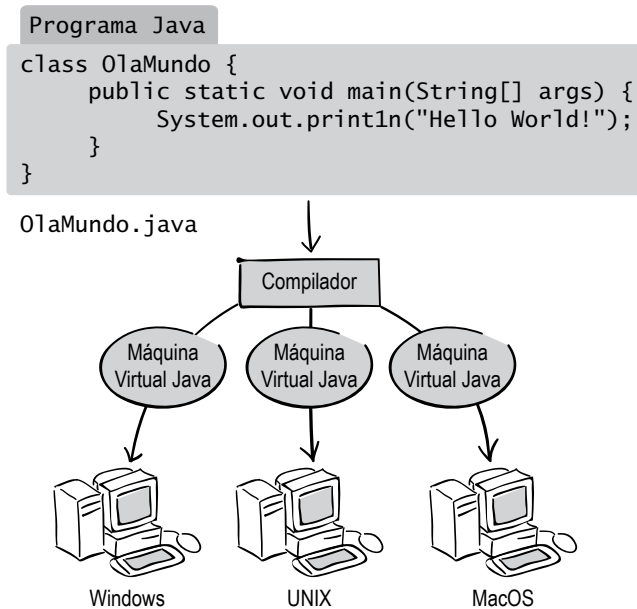 Programa Java
class OlaMundo {
public static void main(String[] args) {
System.out.print1n("Hello World!");
}
}
OlaMundo.java
Compilador
Máquina
Virtual Java
Máquina
Virtual Java
Máquina
Virtual Java
Windows
UNIX
MacOS